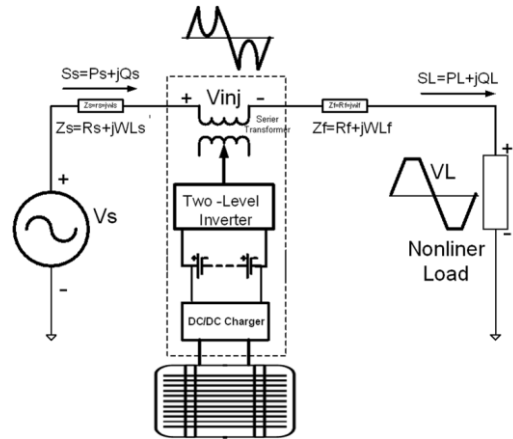 Ss=Ps+jQs
SL=PL+jQL
+ Vinj -
Zs=Rs+jWLs
Serier
Transformer
Zf=Rf+jWLf
+
Vs
-
Two -Level
Inverter
+
+
DC/DC Charger
+
VL
-
Nonliner
Load